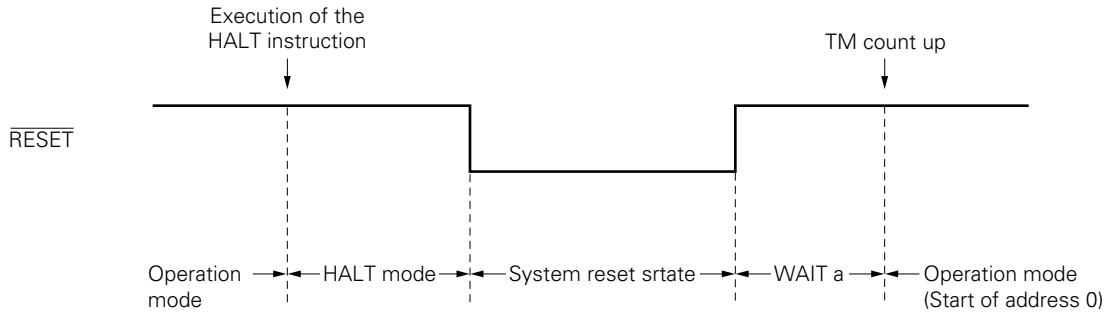 Execution of the
HALT instruction
TM count up
RESET
Operation
mode
HALT mode
System reset srtate
WAIT a
Operation mode
(Start of address 0)